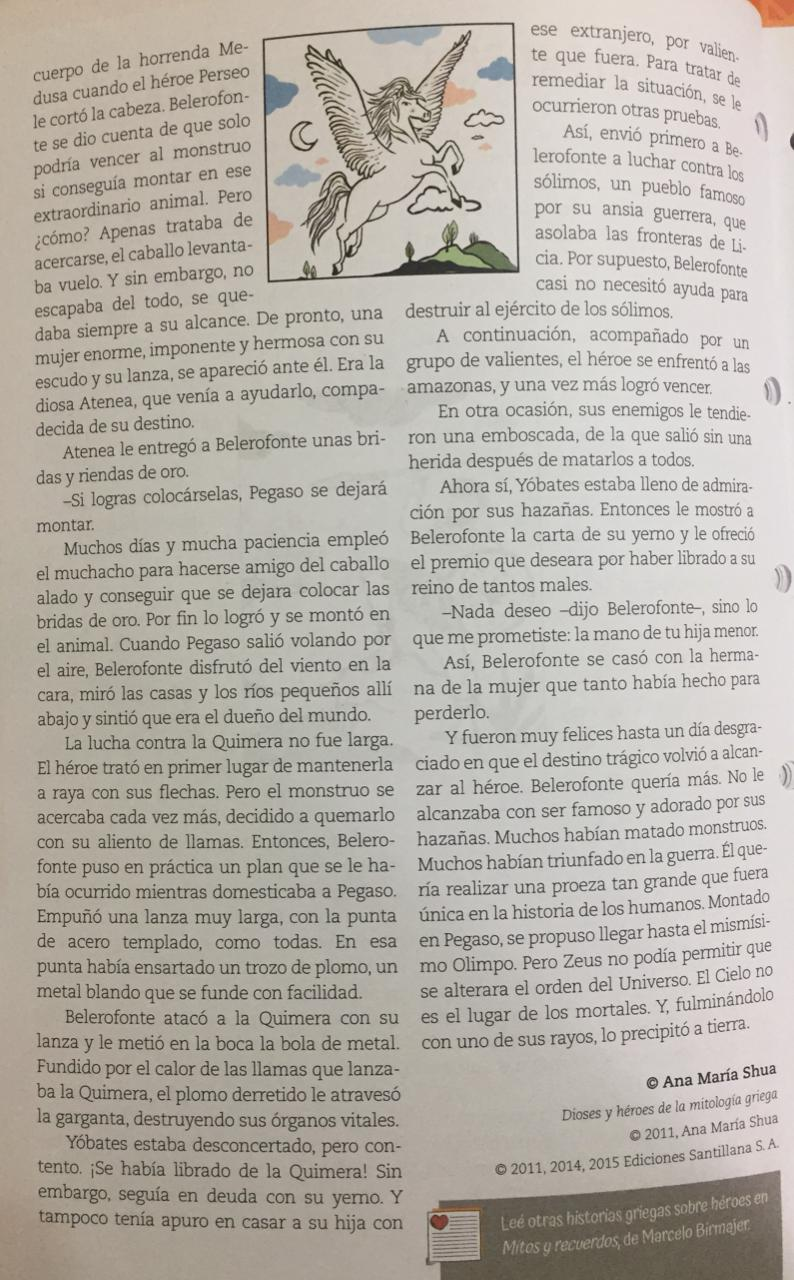 cuerpo de la horrenda Me-
dusa cuando el héroe Perseo
le cortó la cabeza. Belerofon-
te se dio cuenta de que solo
podría vencer al monstruo
si conseguía montar en ese
extraordinario animal. Pero
¿cómo? Apenas trataba de
acercarse, el caballo levanta-
ba vuelo. Y sin embargo, no
escapaba del todo, se que-
daba siempre a su alcance. De pronto, una
mujer enorme, imponente y hermosa con su
escudo y su lanza, se apareció ante él. Era la
diosa Atenea, que venía a ayudarlo, compa-
decida de su destino.
Atenea le entregó a Belerofonte unas bri-
das y riendas de oro.
–Si logras colocárselas, Pegaso se dejará
montar.
Muchos días y mucha paciencia empleó
el muchacho para hacerse amigo del caballo
alado y conseguir que se dejara colocar las
bridas de oro. Por fin lo logró y se montó en
el animal. Cuando Pegaso salió volando por
el aire, Belerofonte disfrutó del viento en la
cara, miró las casas y los ríos pequeños allí
abajo y sintió que era el dueño del mundo.
La lucha contra la Quimera no fue larga.
El héroe trató en primer lugar de mantenerla
a raya con sus flechas. Pero el monstruo se
acercaba cada vez más, decidido a quemarlo
con su aliento de llamas. Entonces, Belero-
fonte puso en práctica un plan que se le ha-
bía ocurrido mientras domesticaba a Pegaso.
Empuñó una lanza muy larga, con la punta
de acero templado, como todas. En esa
punta había ensartado un trozo de plomo, un
metal blando que se funde con facilidad.
Belerofonte atacó a la Quimera con su
lanza y le metió en la boca la bola de metal.
Fundido por el calor de las llamas que lanza-
ba la Quimera, el plomo derretido le atravesó
la garganta, destruyendo sus órganos vitales.
Yóbates estaba desconcertado, pero con-
tento. ¡Se había librado de la Quimera! Sin
embargo, seguía en deuda con su yerno. Y
tampoco tenía apuro en casar a su hija con
ese extranjero, por valien-
te que fuera. Para tratar de
remediar la situación, se le
ocurrieron otras pruebas.
Así, envió primero a Be-
lerofonte a luchar contra los
sólimos, un pueblo famoso
por su ansia guerrera, que
asolaba las fronteras de Li-
cia. Por supuesto, Belerofonte
casi no necesitó ayuda para
destruir al ejército de los sólimos.
A continuación, acompañado por un
grupo de valientes, el héroe se enfrentó a las
amazonas, y una vez más logró vencer.
En otra ocasión, sus enemigos le tendie-
ron una emboscada, de la que salió sin una
herida después de matarlos a todos.
Ahora sí, Yóbates estaba lleno de admira-
ción por sus hazañas. Entonces le mostró a
Belerofonte la carta de su yerno y le ofreció
el premio que deseara por haber librado a su
reino de tantos males.
–Nada deseo –dijo Belerofonte–, sino lo
que me prometiste: la mano de tu hija menor.
Así, Belerofonte se casó con la herma-
na de la mujer que tanto había hecho para
perderlo.
Y fueron muy felices hasta un día desgra-
ciado en que el destino trágico volvió a alcan-
zar al héroe. Belerofonte quería más. No le
alcanzaba con ser famoso y adorado por sus
hazañas. Muchos habían matado monstruos.
Muchos habían triunfado en la guerra. Él que-
ría realizar una proeza tan grande que fuera
única en la historia de los humanos. Montado
en Pegaso, se propuso llegar hasta el mismísi-
mo Olimpo. Pero Zeus no podía permitir que
se alterara el orden del Universo. El Cielo no
es el lugar de los mortales. Y, fulminándolo
con uno de sus rayos, lo precipitó a tierra.
© Ana María Shua
Dioses y héroes de la mitología griega
© 2011, Ana María Shua
© 2011, 2014, 2015 Ediciones Santillana S. A.
Leé otras historias griegas sobre héroes en
Mitos y recuerdos, de Marcelo Birmajer.